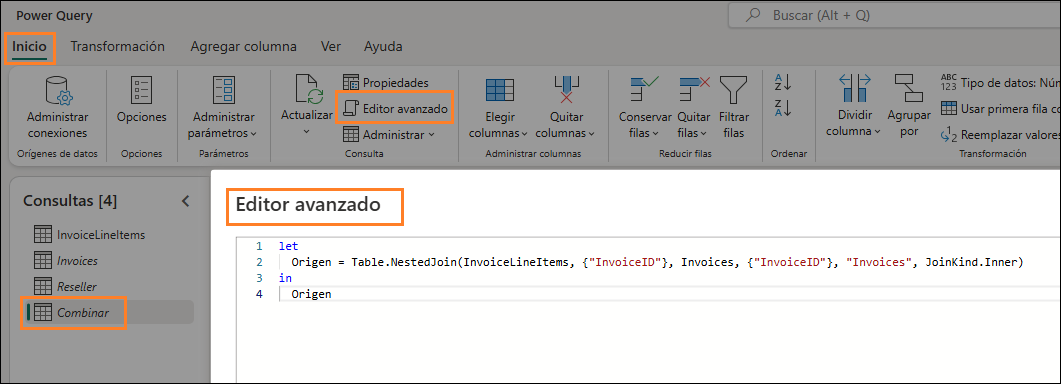 Power Query
Buscar (Alt + Q)
Inicio Transformación Agregar columna Ver Ayuda
Administrar conexiones
Orígenes de datos
Opciones
Opciones
Administrar parámetros
Parámetros
Actualizar
Propiedades
Editor avanzado
Administrar
Consulta
Elegir columnas
Quitar columnas
Administrar columnas
Conservar filas
Quitar filas
Filtrar filas
Reducir filas
A
Z
Z
A
Ordenar
Dividir columna
Agrupar por
ABC
123
Tipo de datos: Núm
Usar primera fila co
1
2
Reemplazar valores
Transformación
Consultas [4]
InvoiceLineItems
Invoices
Reseller
Combinar
Editor avanzado
1 let
2 Origen = Table.NestedJoin(InvoiceLineItems, {"InvoiceID"}, Invoices, {"InvoiceID"}, "Invoices", JoinKind.Inner)
3 in
4 Origen